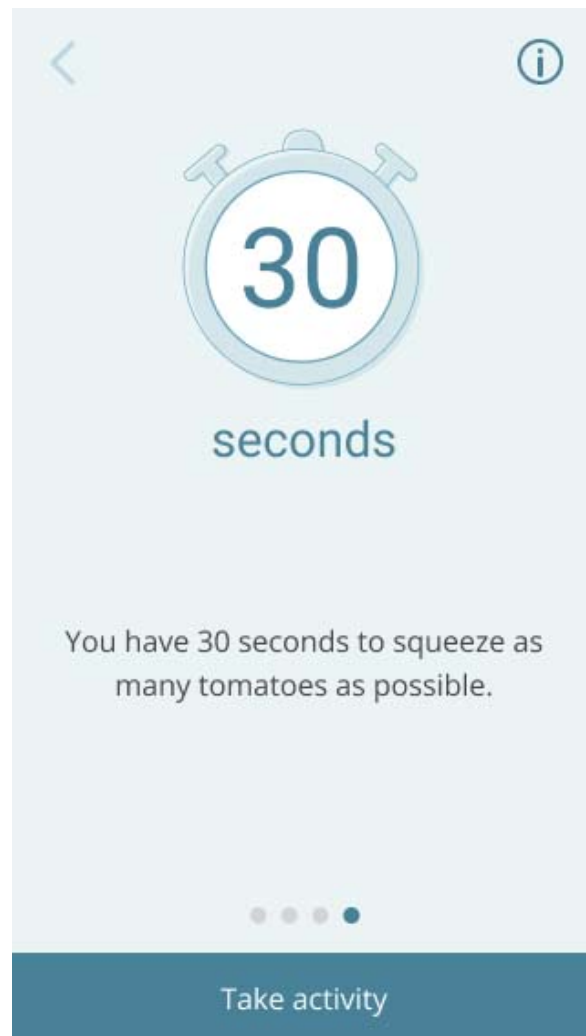 30
seconds
You have 30 seconds to squeeze as
many tomatoes as possible.
Take activity